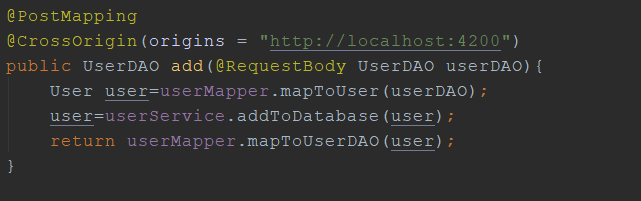 @PostMapping
@CrossOrigin(origins = "http://localhost:4200")
public UserDAO add(@RequestBody UserDAO userDAO){
    User user=userMapper.mapToUser(userDAO);
    user=userService.addToDatabase(user);
    return userMapper.mapToUserDAO(user);
}